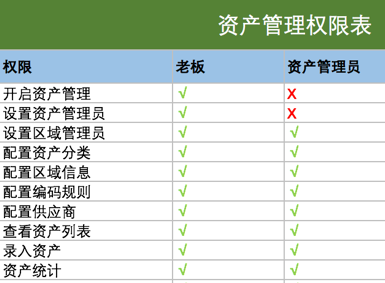 资产管理权限表
权限 老板 资产管理员
开启资产管理 √ X
设置资产管理员 √ X
设置区域管理员 √ √
配置资产分类 √ √
配置区域信息 √ √
配置编码规则 √ √
配置供应商 √ √
查看资产列表 √ √
录入资产 √ √
资产统计 √ √